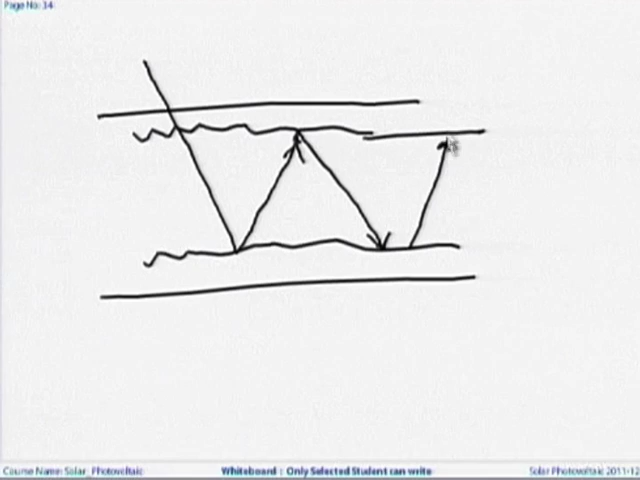 Page No: 34
Course Name: Solar_Photovoltaic
Whiteboard : Only Selected Student can write
Solar Photovoltaic 2011-12